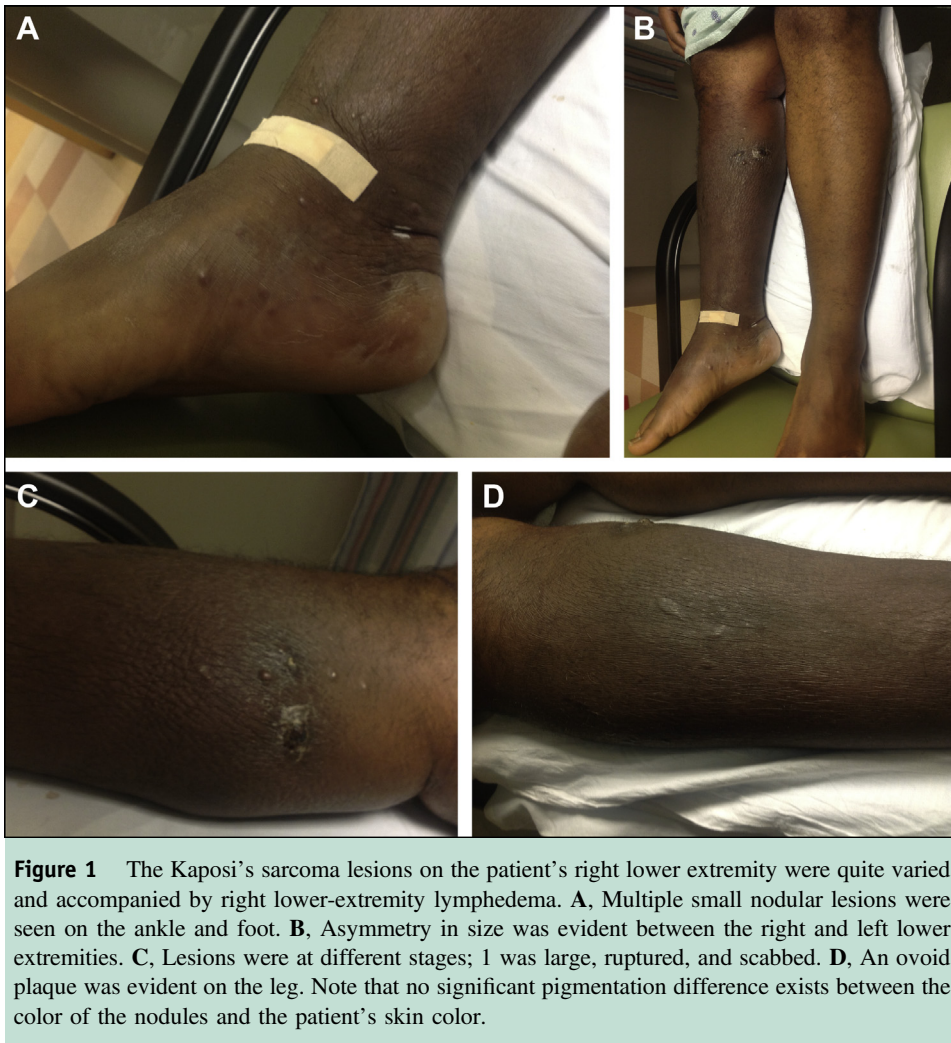 A
B
C
D
Figure 1 The Kaposi's sarcoma lesions on the patient's right lower extremity were quite varied
and accompanied by right lower-extremity lymphedema. A, Multiple small nodular lesions were
seen on the ankle and foot. B, Asymmetry in size was evident between the right and left lower
extremities. C, Lesions were at different stages; 1 was large, ruptured, and scabbed. D, An ovoid
plaque was evident on the leg. Note that no significant pigmentation difference exists between the
color of the nodules and the patient's skin color.